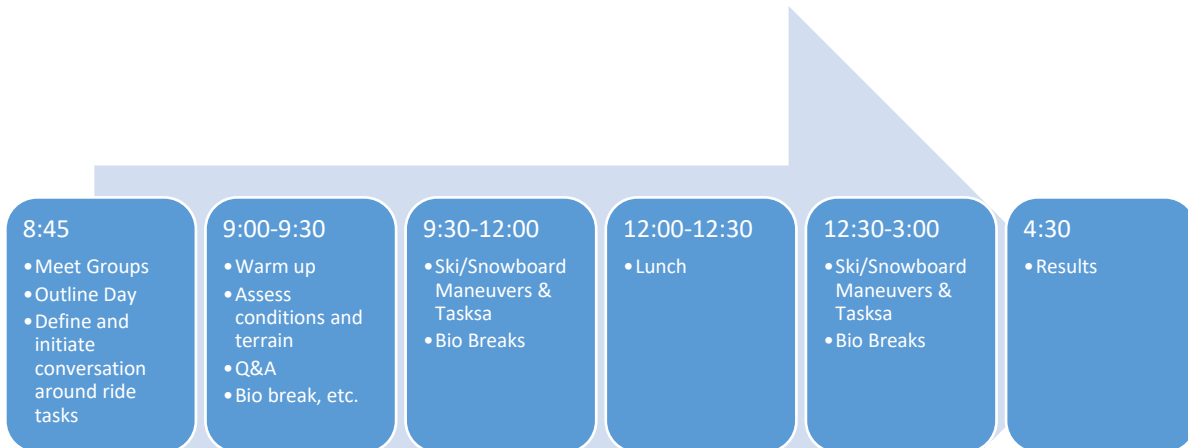 8:45
•Meet Groups
•Outline Day
•Define and
initiate
conversation
around ride
tasks
9:00-9:30
•Warm up
•Assess
conditions and
terrain
•Q&A
•Bio break, etc.
9:30-12:00
•Ski/Snowboard
Maneuvers &
Tasksa
•Bio Breaks
12:00-12:30
•Lunch
12:30-3:00
•Ski/Snowboard
Maneuvers &
Tasksa
•Bio Breaks
4:30
•Results